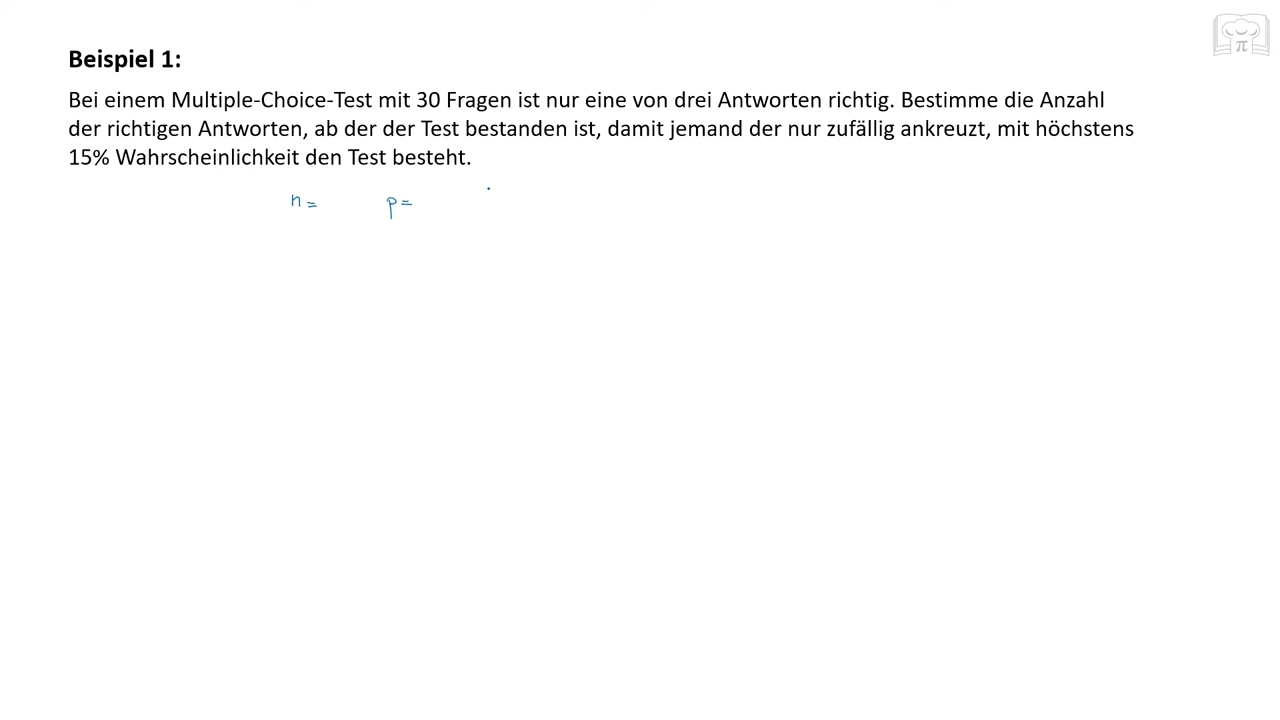 Beispiel 1:
Bei einem Multiple-Choice-Test mit 30 Fragen ist nur eine von drei Antworten richtig. Bestimme die Anzahl
der richtigen Antworten, ab der der Test bestanden ist, damit jemand der nur zufällig ankreuzt, mit höchstens
15% Wahrscheinlichkeit den Test besteht.
n = p =
π